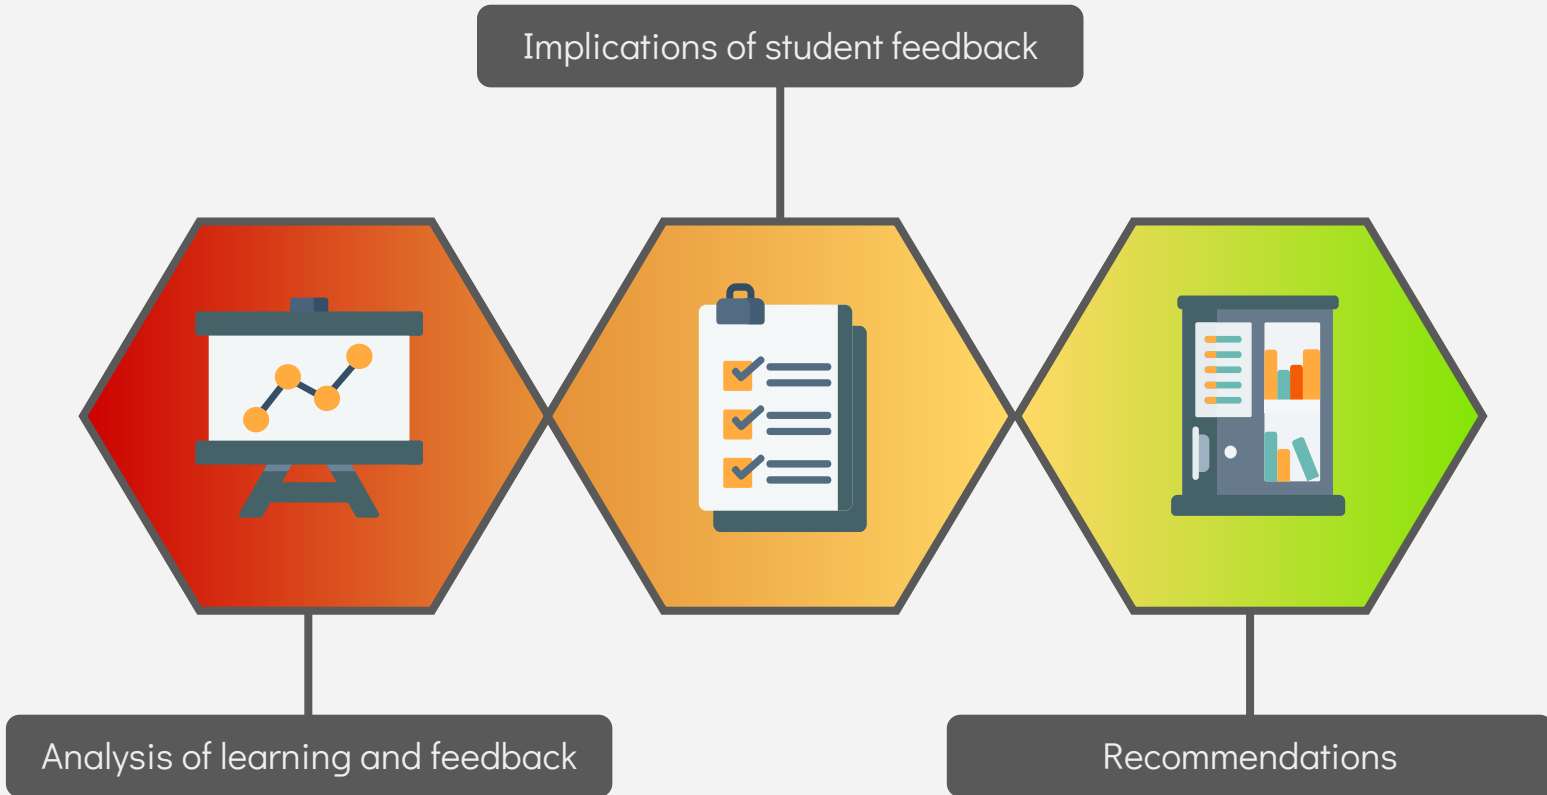 Implications of student feedback
Analysis of learning and feedback
Recommendations